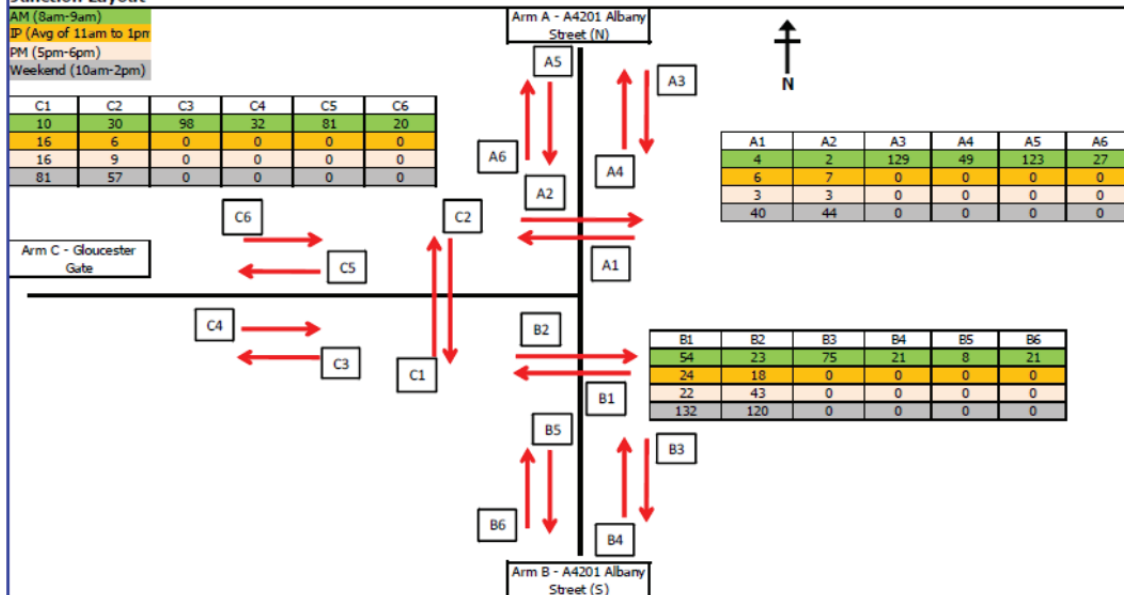 Junction Layout
AM (8am-9am)
IP (Avg of 11am to 1pm
PM (5pm-6pm)
Weekend (10am-2pm)
Arm A - A4201 Albany
Street (N)
A5
A3
N
C1 C2 C3 C4 C5 C6
10 30 98 32 81 20
16 6 0 0 0 0
16 9 0 0 0 0
81 57 0 0 0 0
A6
A4
A1 A2 A3 A4 A5 A6
4 2 129 49 123 27
6 7 0 0 0 0
3 3 0 0 0 0
40 44 0 0 0 0
A2
C6
C2
Arm C - Gloucester
Gate
C5
A1
C4
B2
C3
C1
B1 B2 B3 B4 B5 B6
54 23 75 21 8 21
24 18 0 0 0 0
22 43 0 0 0 0
132 120 0 0 0 0
B1
B5
B3
B6
B4
Arm B - A4201 Albany
Street (S)